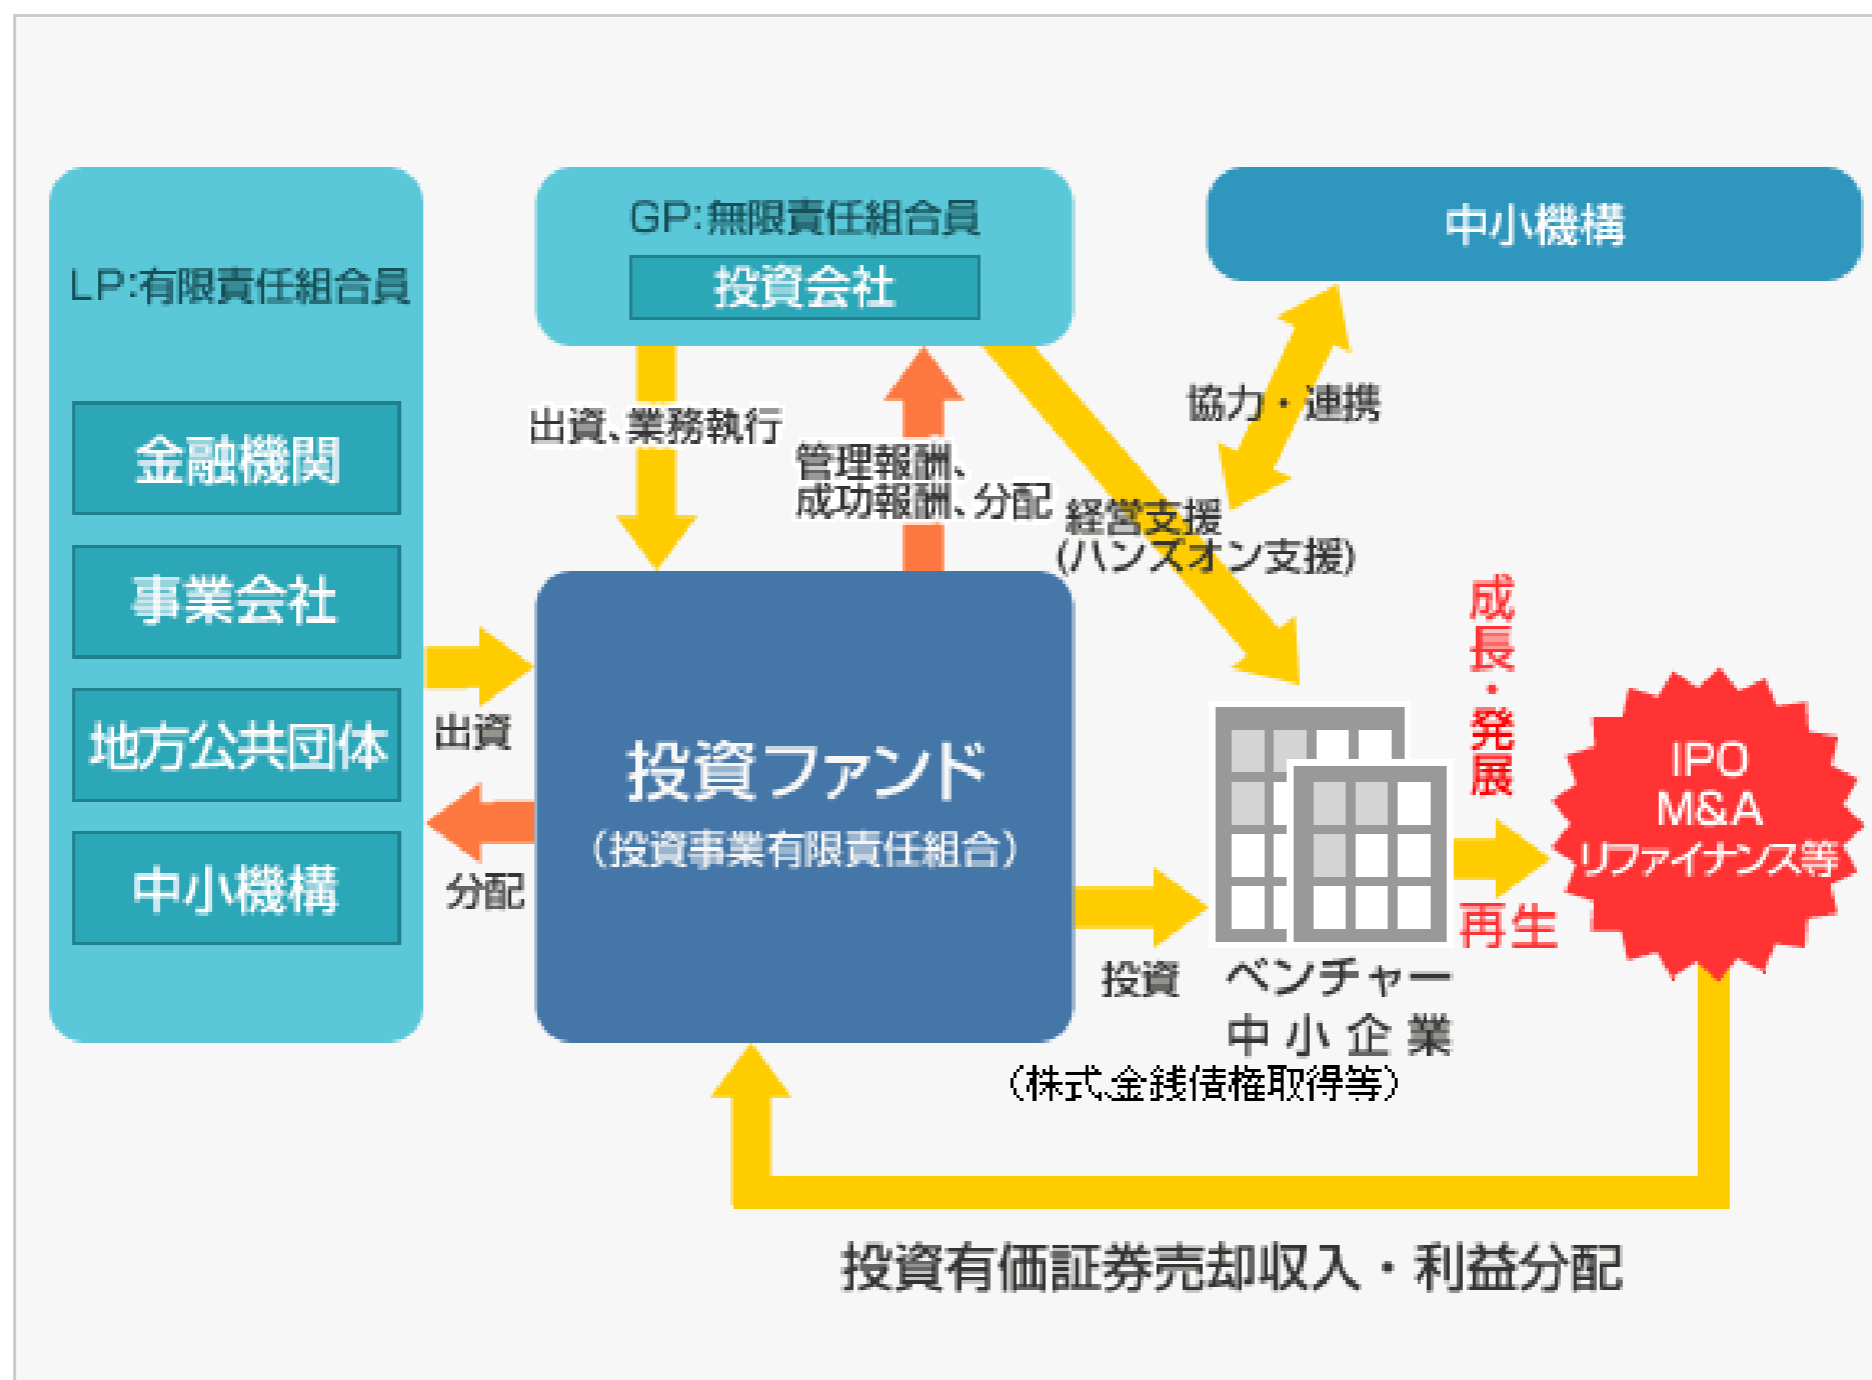 LP:有限責任組合員
金融機関
事業会社
地方公共団体
中小機構
GP:無限責任組合員
投資会社
中小機構
出資、業務執行
管理報酬、
成功報酬、分配
協力・連携
経営支援
(ハンズオン支援)
出資
分配
投資ファンド
（投資事業有限責任組合）
投資
ベンチャー
中小企業
（株式、金銭債権取得等）
成長・発展
再生
IPO
M&A
リファイナンス等
投資有価証券売却収入・利益分配